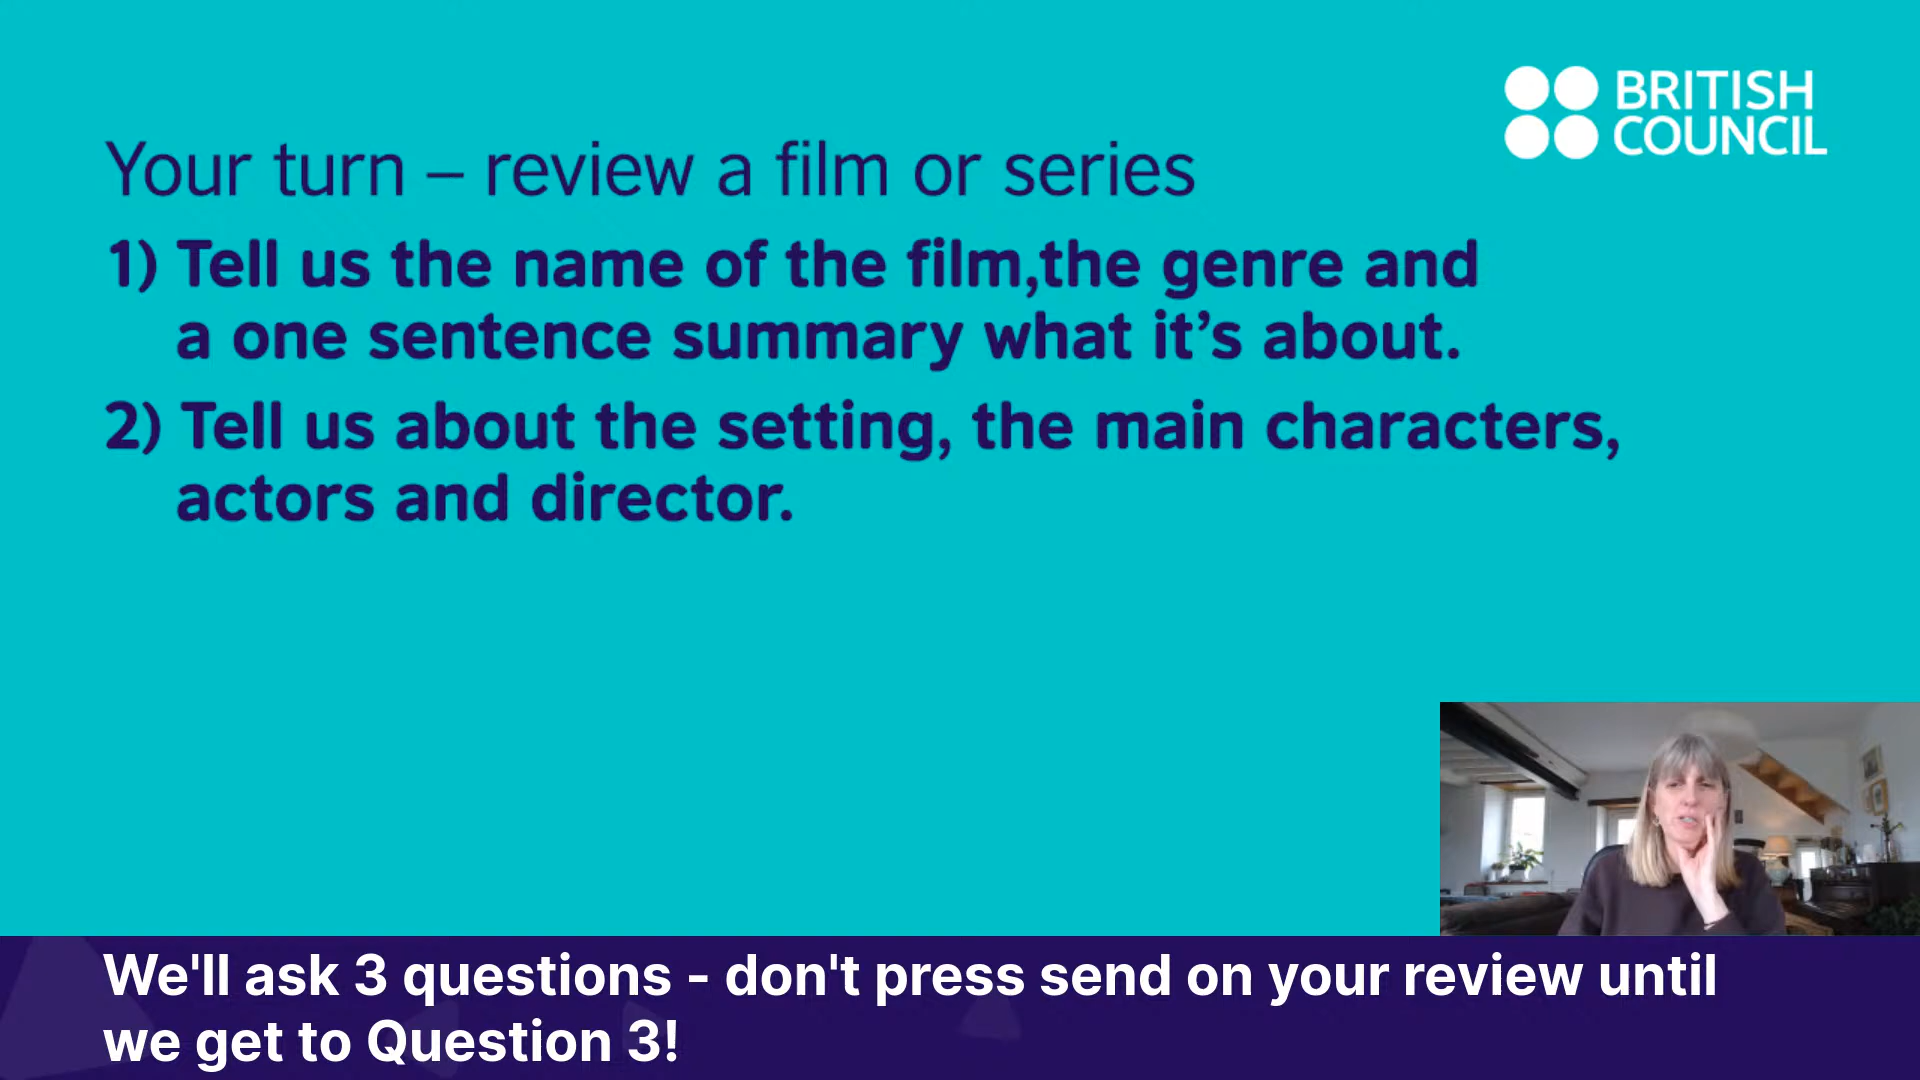 BRITISH
COUNCIL
Your turn – review a film or series
1) Tell us the name of the film,the genre and
a one sentence summary what it’s about.
2) Tell us about the setting, the main characters,
actors and director.
We'll ask 3 questions - don't press send on your review until
we get to Question 3!